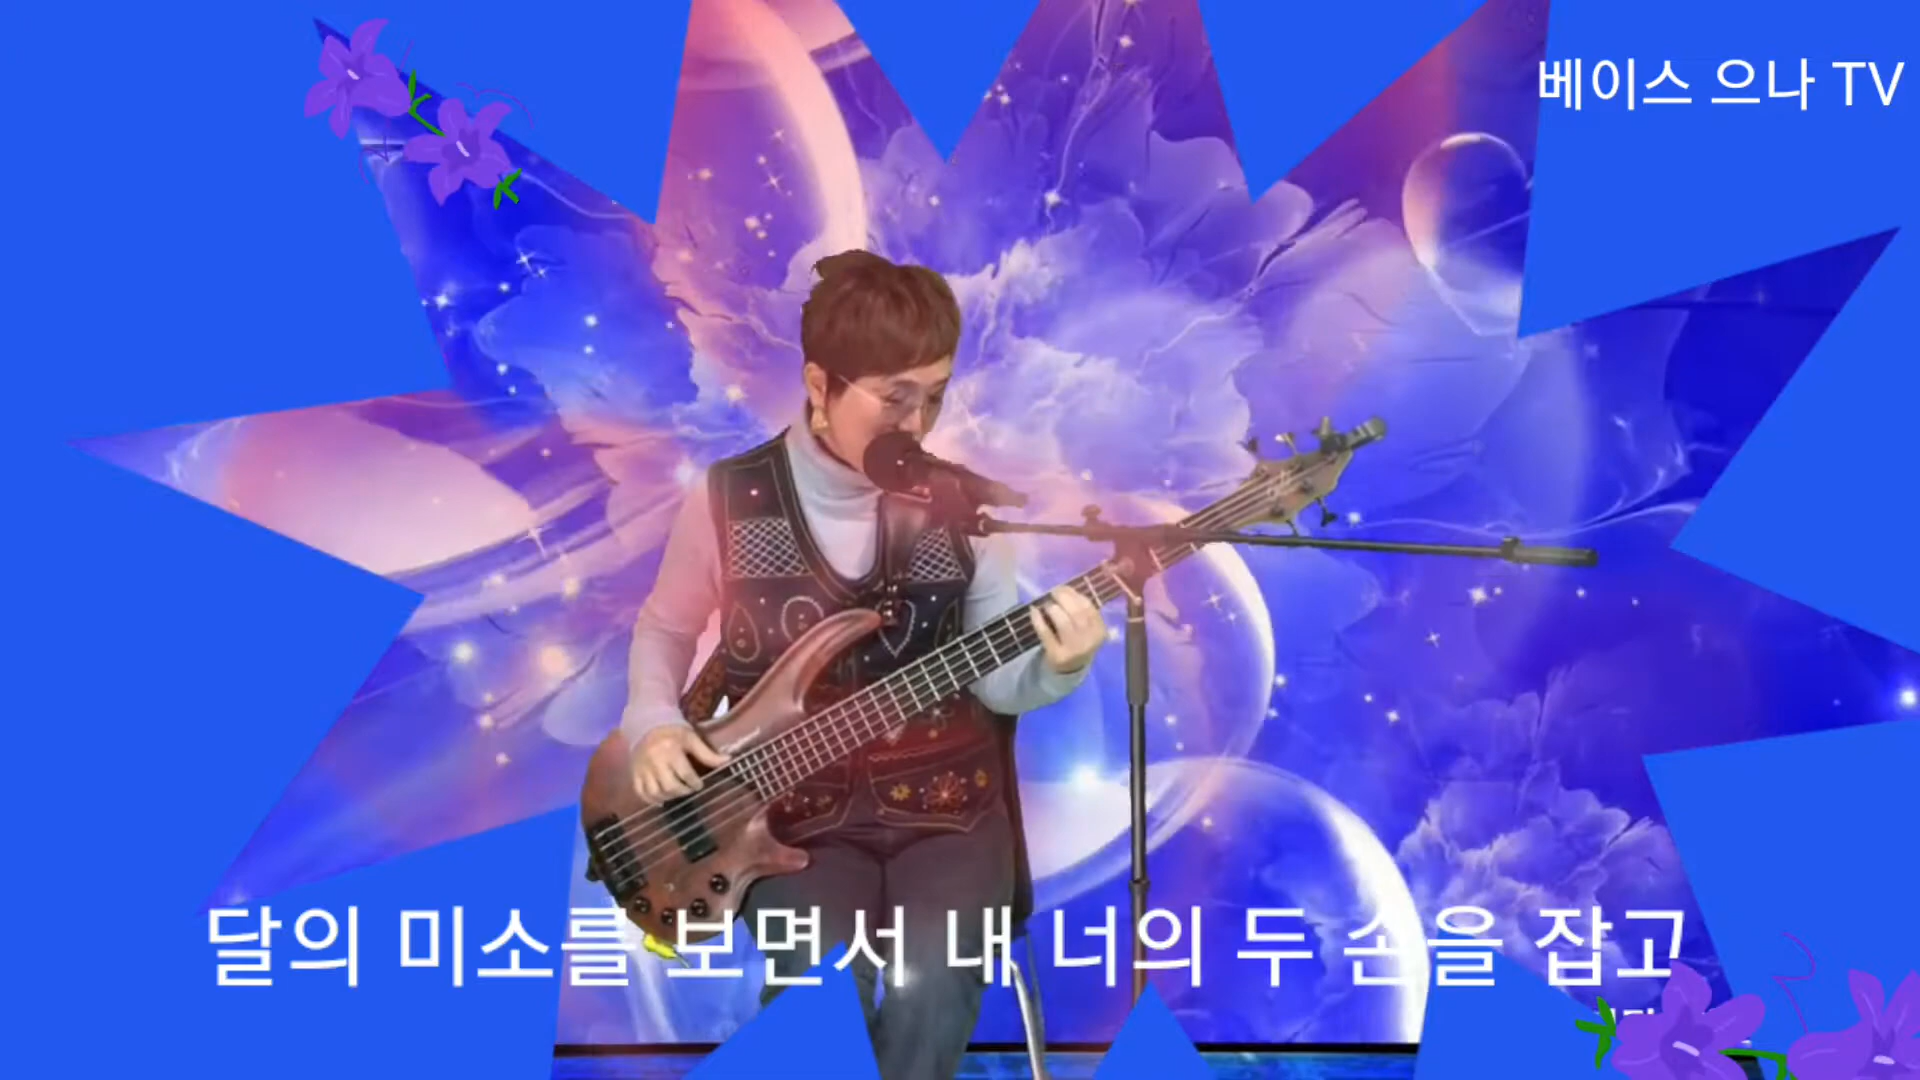 베이스 으나 TV
달의 미소를 보면서 내 너의 두 손을 잡고